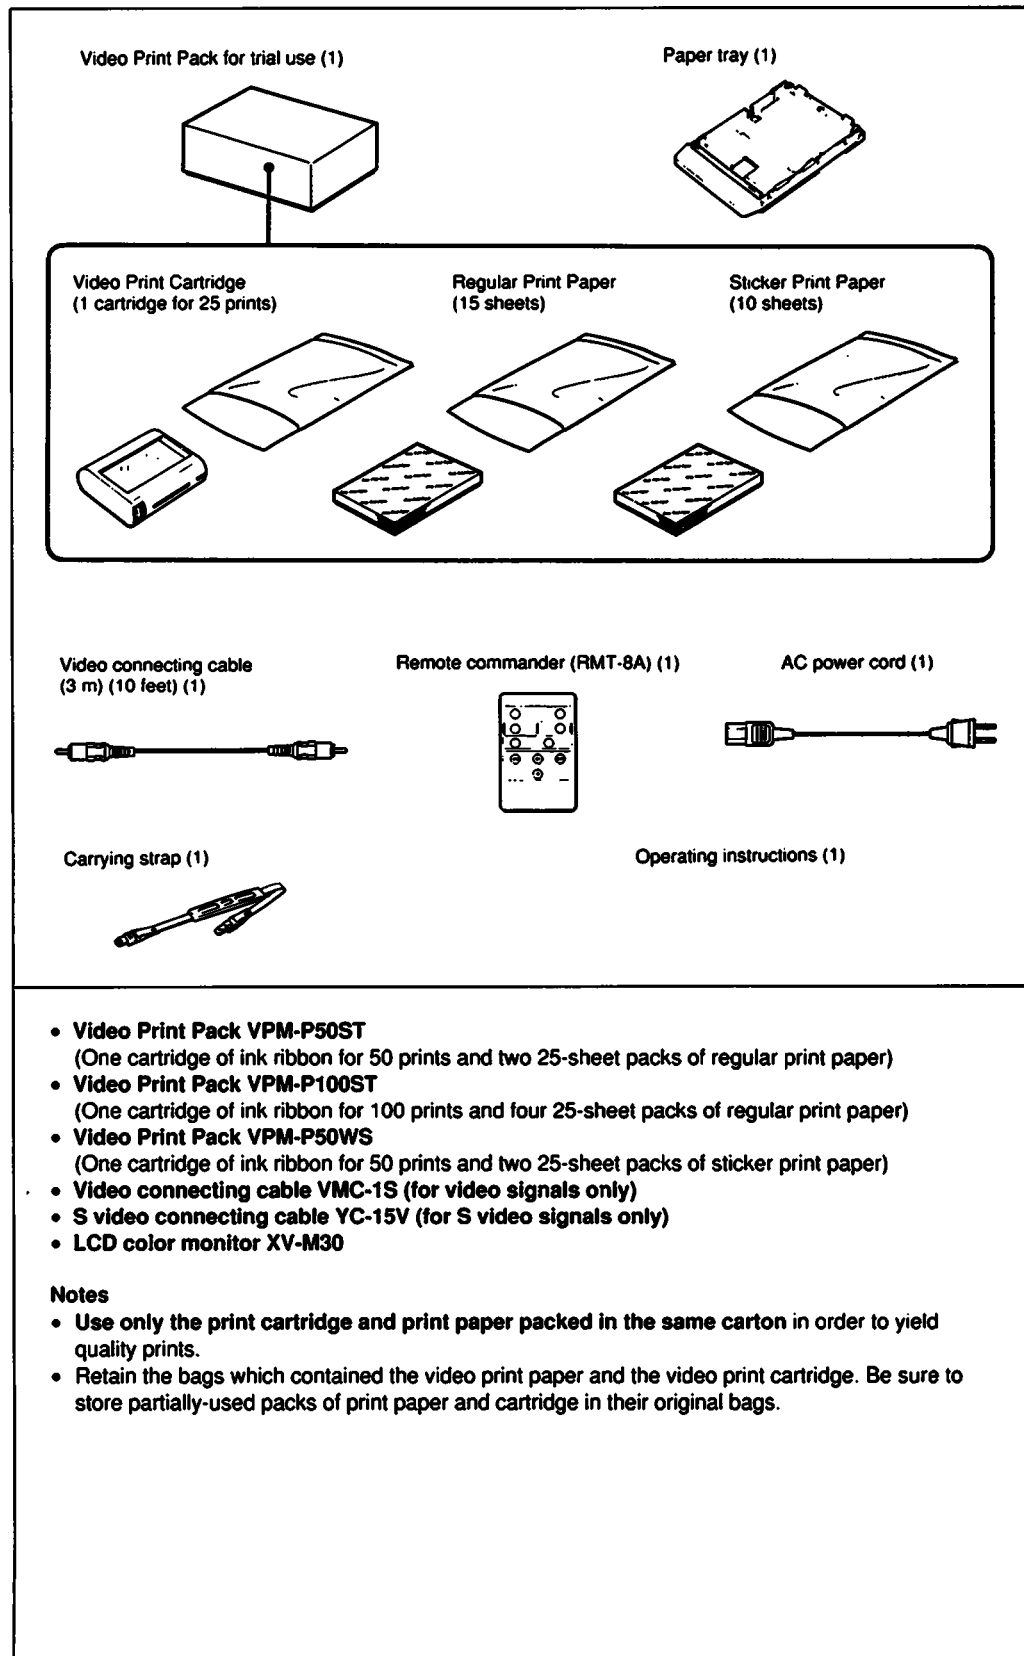 Video Print Pack for trial use (1)
Paper tray (1)
Video Print Cartridge
(1 cartridge for 25 prints)
Regular Print Paper
(15 sheets)
Sticker Print Paper
(10 sheets)
Video connecting cable
(3 m) (10 feet) (1)
Remote commander (RMT-8A) (1)
AC power cord (1)
Carrying strap (1)
Operating instructions (1)
• Video Print Pack VPM-P50ST
(One cartridge of ink ribbon for 50 prints and two 25-sheet packs of regular print paper)
• Video Print Pack VPM-P100ST
(One cartridge of ink ribbon for 100 prints and four 25-sheet packs of regular print paper)
• Video Print Pack VPM-P50WS
(One cartridge of ink ribbon for 50 prints and two 25-sheet packs of sticker print paper)
• Video connecting cable VMC-1S (for video signals only)
• S video connecting cable YC-15V (for S video signals only)
• LCD color monitor XV-M30
Notes
• Use only the print cartridge and print paper packed in the same carton in order to yield
quality prints.
• Retain the bags which contained the video print paper and the video print cartridge. Be sure to
store partially-used packs of print paper and cartridge in their original bags.